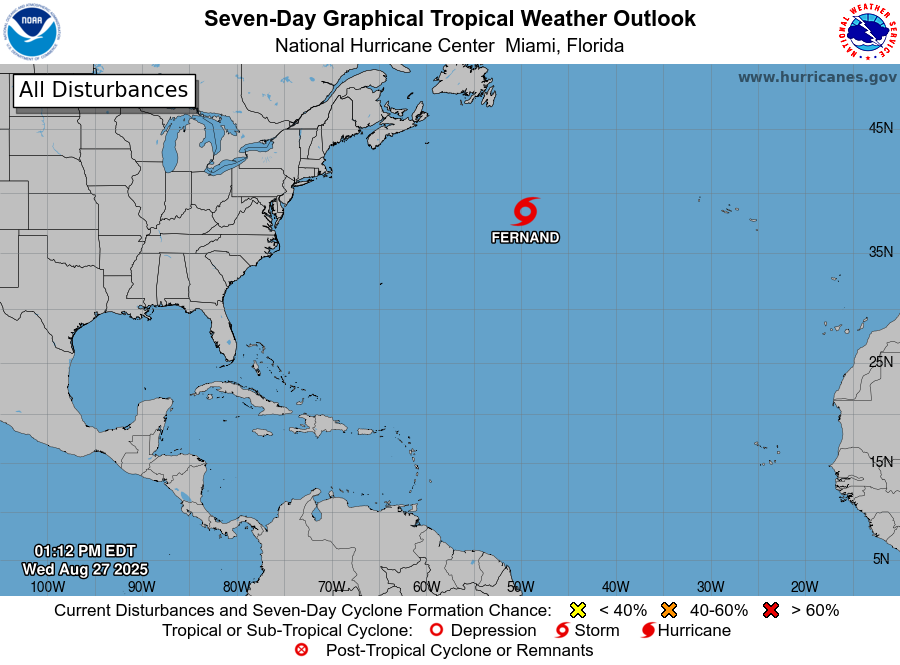 Seven-Day Graphical Tropical Weather Outlook
National Hurricane Center Miami, Florida
NOAA
NATIONAL WEATHER SERVICE
All Disturbances
www.hurricanes.gov
45N
FERNAND
35N
25N
15N
01:12 PM EDT
Wed Aug 27 2025
5N
100W 90W 80W 70W 60W 50W 40W 30W 20W
Current Disturbances and Seven-Day Cyclone Formation Chance: < 40% 40-60% > 60%
Tropical or Sub-Tropical Cyclone: Depression Storm Hurricane
Post-Tropical Cyclone or Remnants